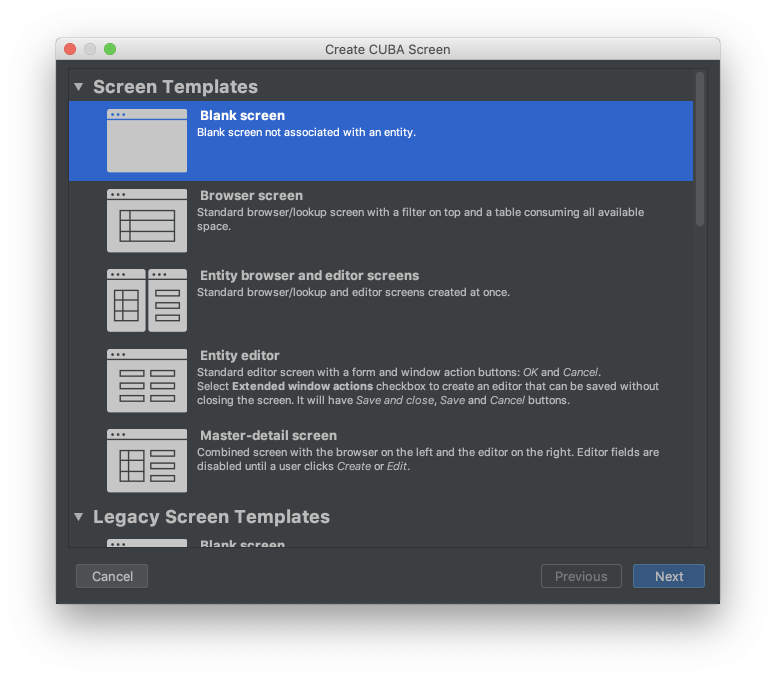 Create CUBA Screen
Screen Templates
Blank screen
Blank screen not associated with an entity.
Browser screen
Standard browser/lookup screen with a filter on top and a table consuming all available
space.
Entity browser and editor screens
Standard browser/lookup and editor screens created at once.
Entity editor
Standard editor screen with a form and window action buttons: OK and Cancel.
Select Extended window actions checkbox to create an editor that can be saved without
closing the screen. It will have Save and close, Save and Cancel buttons.
Master-detail screen
Combined screen with the browser on the left and the editor on the right. Editor fields are
disabled until a user clicks Create or Edit.
Legacy Screen Templates
Blank screen
Cancel
Previous
Next